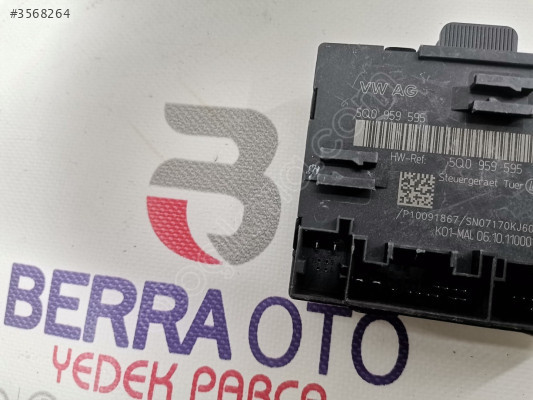 #3568264
VW AG
5Q0 959 595
HW-Ref: 5Q0 959 595
Steuergeraet Tuer
/P10091867/SN07170KJ60
K01-MAL 06.10.11000
BERRA OTO
YEDEK PARÇA